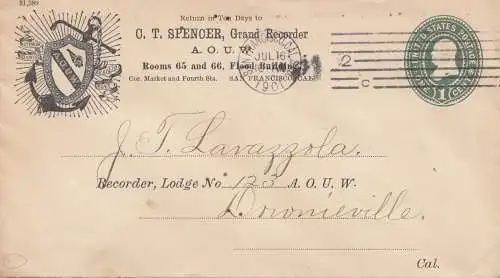 31,289
Return in Ten Days to
C. T. SPENCER, Grand Recorder
A. O. U. W.
Rooms 65 and 66, Flood Building
Cor. Market and Fourth Sts. SAN FRANCISCO, CAL.
JUL 16
1901
2
C
UNITED STATES POSTAGE
1 CENT
J. T. Lavazzola
Recorder, Lodge No 123 A. O. U. W.
Downieville.
Cal.